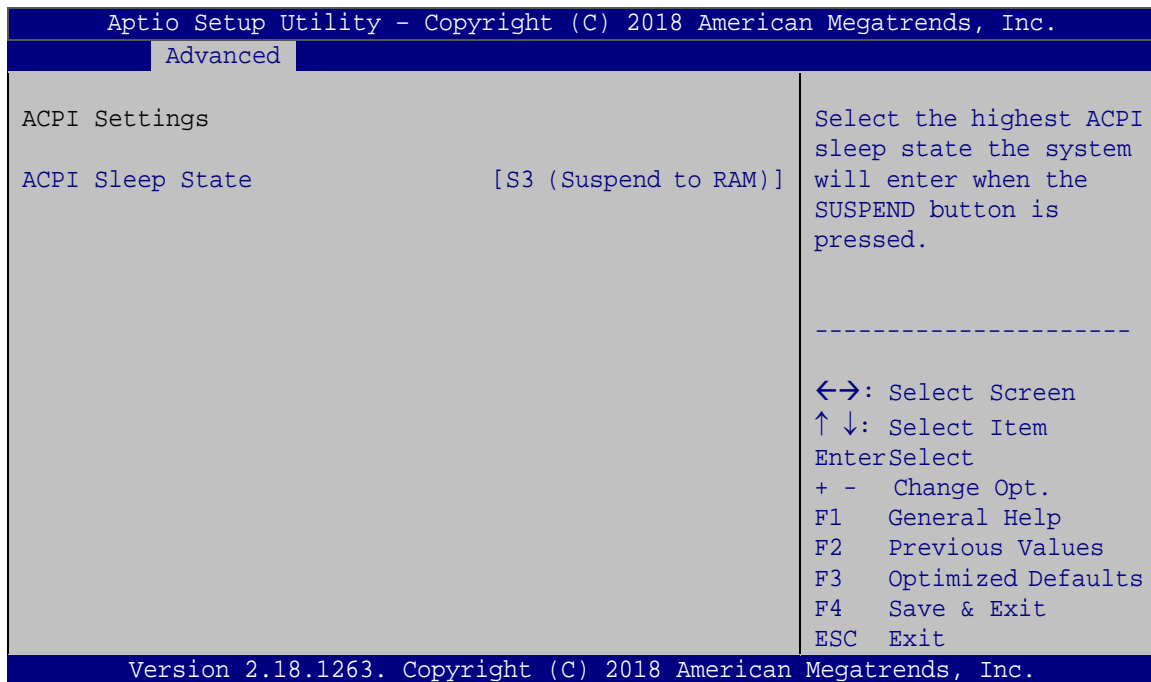 Aptio Setup Utility – Copyright (C) 2018 American Megatrends, Inc.
Advanced
ACPI Settings
ACPI Sleep State [S3 (Suspend to RAM)]
Select the highest ACPI
sleep state the system
will enter when the
SUSPEND button is
pressed.
----------------------
←→: Select Screen
↑ ↓: Select Item
EnterSelect
+ - Change Opt.
F1 General Help
F2 Previous Values
F3 Optimized Defaults
F4 Save & Exit
ESC Exit
Version 2.18.1263. Copyright (C) 2018 American Megatrends, Inc.